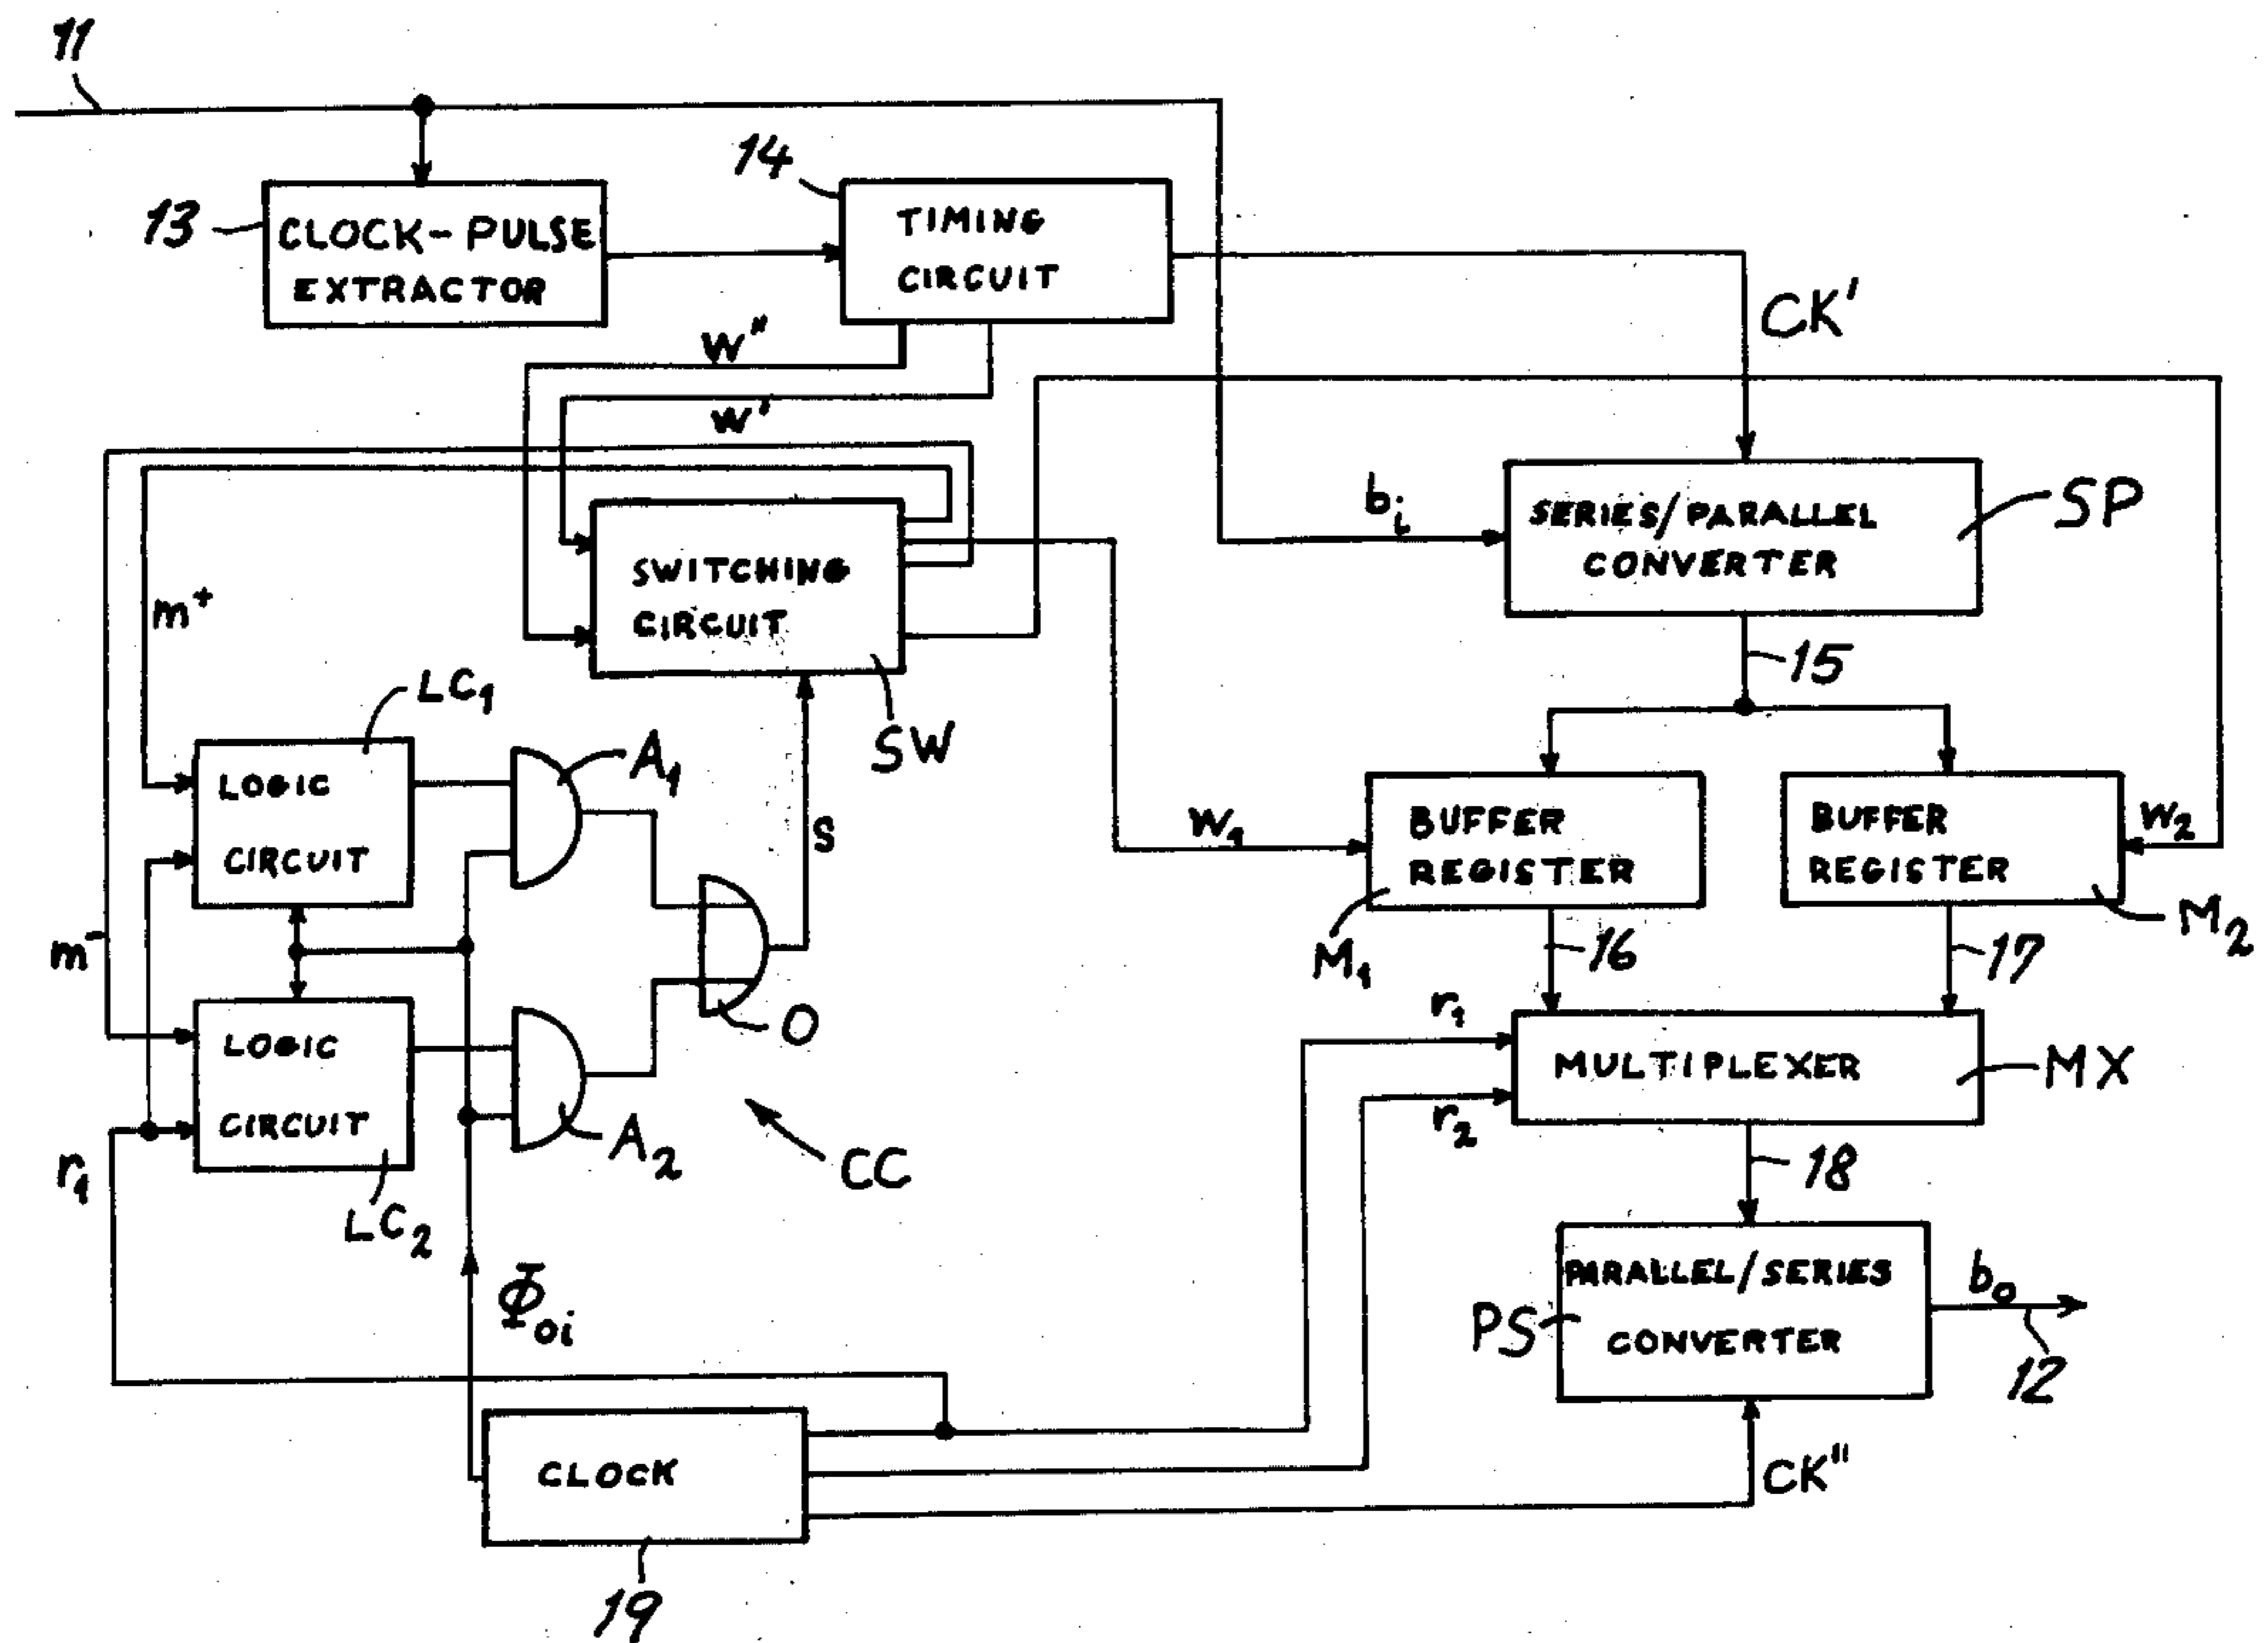 11
13
CLOCK-PULSE
EXTRACTOR
14
TIMING
CIRCUIT
CK'
w"
w'
m+
SWITCHING
CIRCUIT
SW
bi
SERIES/PARALLEL
CONVERTER
SP
15
LC1
LOGIC
CIRCUIT
A1
S
W1
BUFFER
REGISTER
M1
BUFFER
REGISTER
W2
M2
m-
16
17
LOGIC
CIRCUIT
LC2
A2
O
CC
r1
r1
r2
MULTIPLEXER
MX
18
Φoi
PARALLEL/SERIES
CONVERTER
PS
bo
12
CLOCK
19
CK"